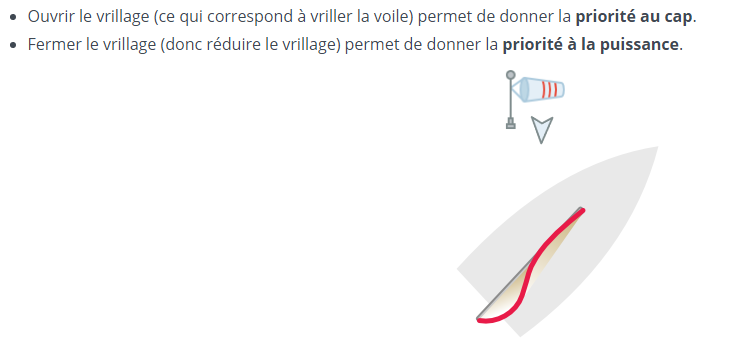 Ouvrir le vrillage (ce qui correspond à vriller la voile) permet de donner la priorité au cap.
Fermer le vrillage (donc réduire le vrillage) permet de donner la priorité à la puissance.